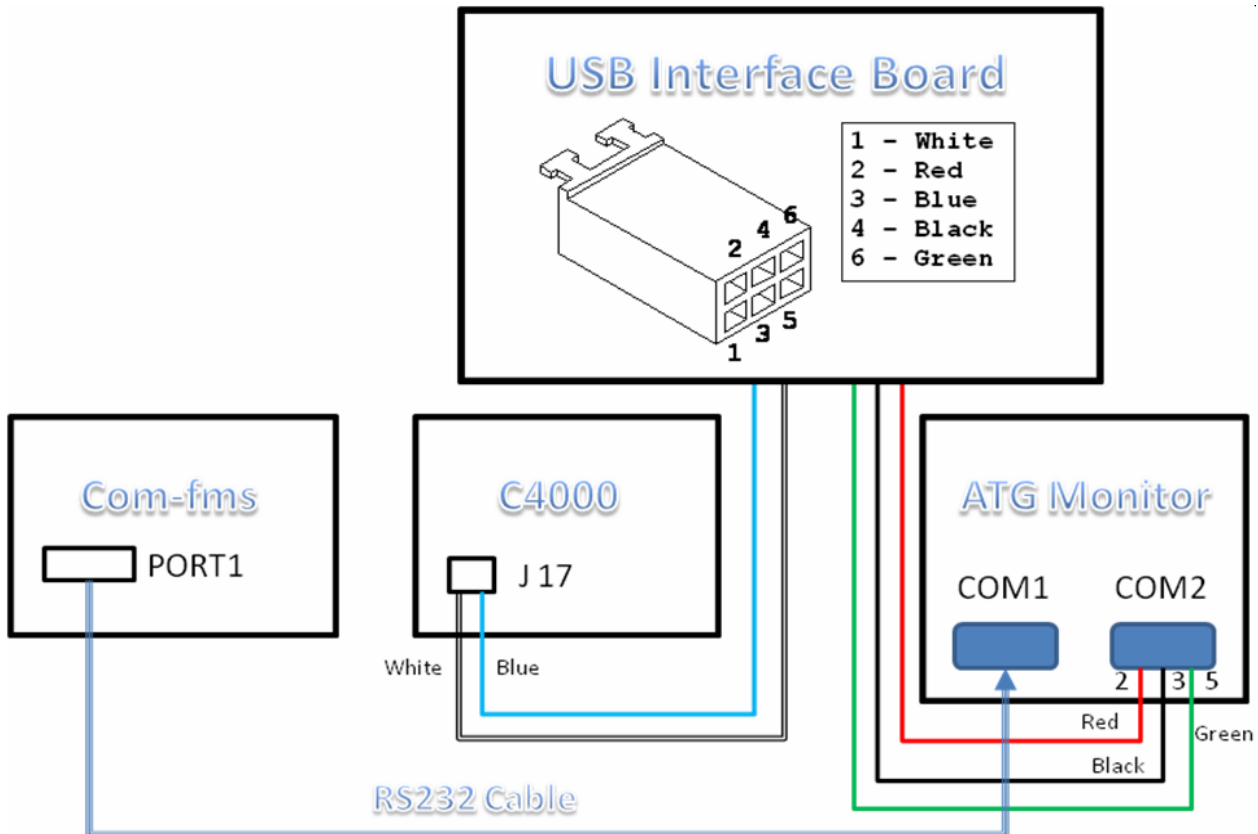 USB Interface Board
1 - White
2 - Red
3 - Blue
4 - Black
6 - Green
2 4 6
1 3 5
Com-fms
PORT1
C4000
J 17
White
Blue
ATG Monitor
COM1
COM2
2 3 5
Red
Green
Black
RS232 Cable